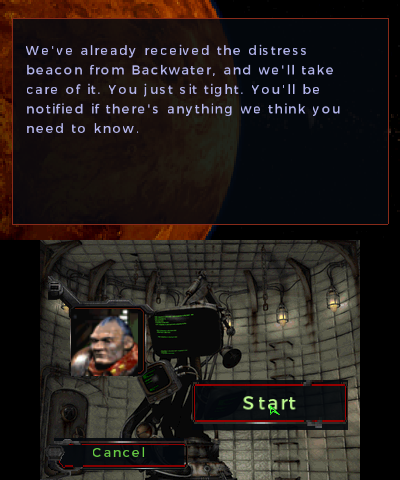 We've already received the distress
beacon from Backwater, and we'll take
care of it. You just sit tight. You'll be
notified if there's anything we think you
need to know.
Start
Cancel